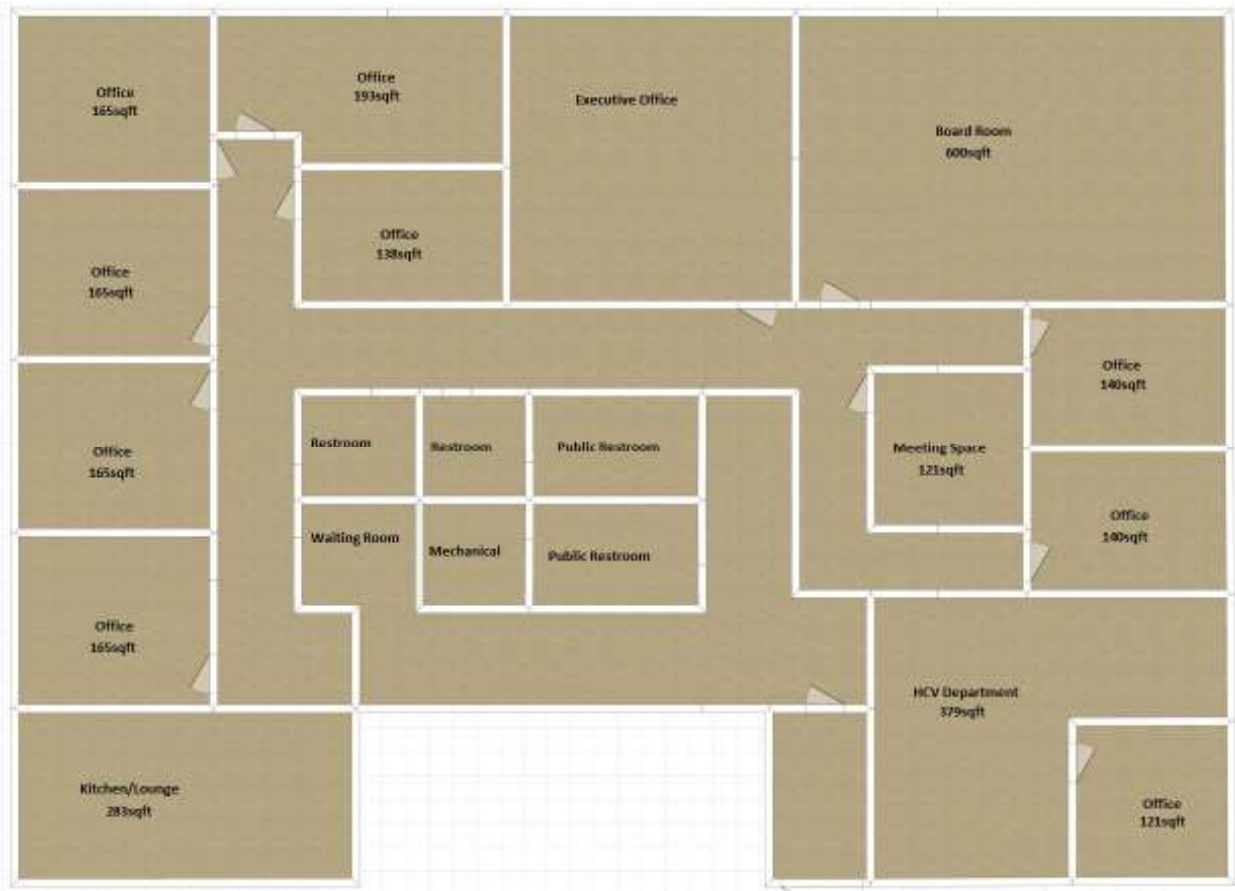 Office
165sqft
Office
193sqft
Executive Office
Board Room
600sqft
Office
138sqft
Office
165sqft
Office
140sqft
Office
165sqft
Restroom
Restroom
Public Restroom
Meeting Space
121sqft
Waiting Room
Mechanical
Public Restroom
Office
140sqft
Office
165sqft
HCV Department
379sqft
Kitchen/Lounge
283sqft
Office
121sqft